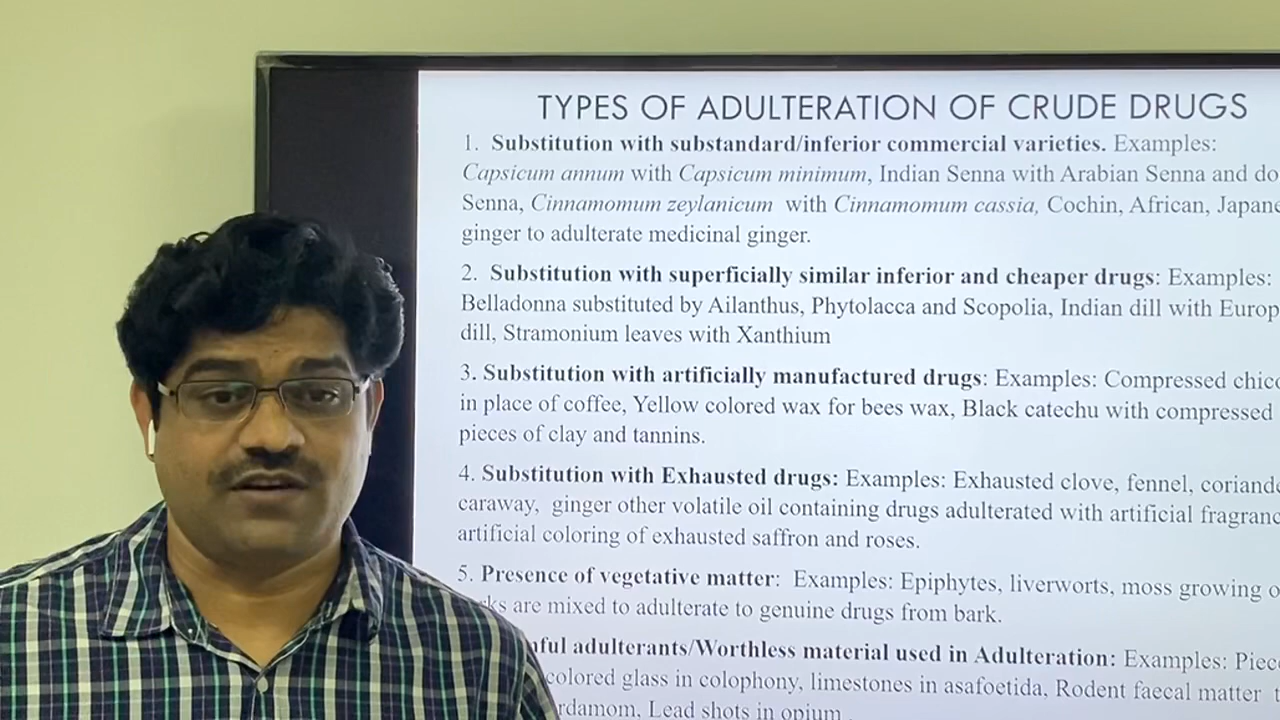 TYPES OF ADULTERATION OF CRUDE DRUGS
1. Substitution with substandard/inferior commercial varieties. Examples:
Capsicum annum with Capsicum minimum, Indian Senna with Arabian Senna and do
Senna, Cinnamomum zeylanicum with Cinnamomum cassia, Cochin, African, Japane
ginger to adulterate medicinal ginger.
2. Substitution with superficially similar inferior and cheaper drugs: Examples:
Belladonna substituted by Ailanthus, Phytolacca and Scopolia, Indian dill with Europ
dill, Stramonium leaves with Xanthium
3. Substitution with artificially manufactured drugs: Examples: Compressed chico
in place of coffee, Yellow colored wax for bees wax, Black catechu with compressed
pieces of clay and tannins.
4. Substitution with Exhausted drugs: Examples: Exhausted clove, fennel, coriande
caraway, ginger other volatile oil containing drugs adulterated with artificial fragranc
artificial coloring of exhausted saffron and roses.
5. Presence of vegetative matter: Examples: Epiphytes, liverworts, moss growing o
rks are mixed to adulterate to genuine drugs from bark.
ful adulterants/Worthless material used in Adulteration: Examples: Piece
colored glass in colophony, limestones in asafoetida, Rodent faecal matter
rdamom, Lead shots in opium